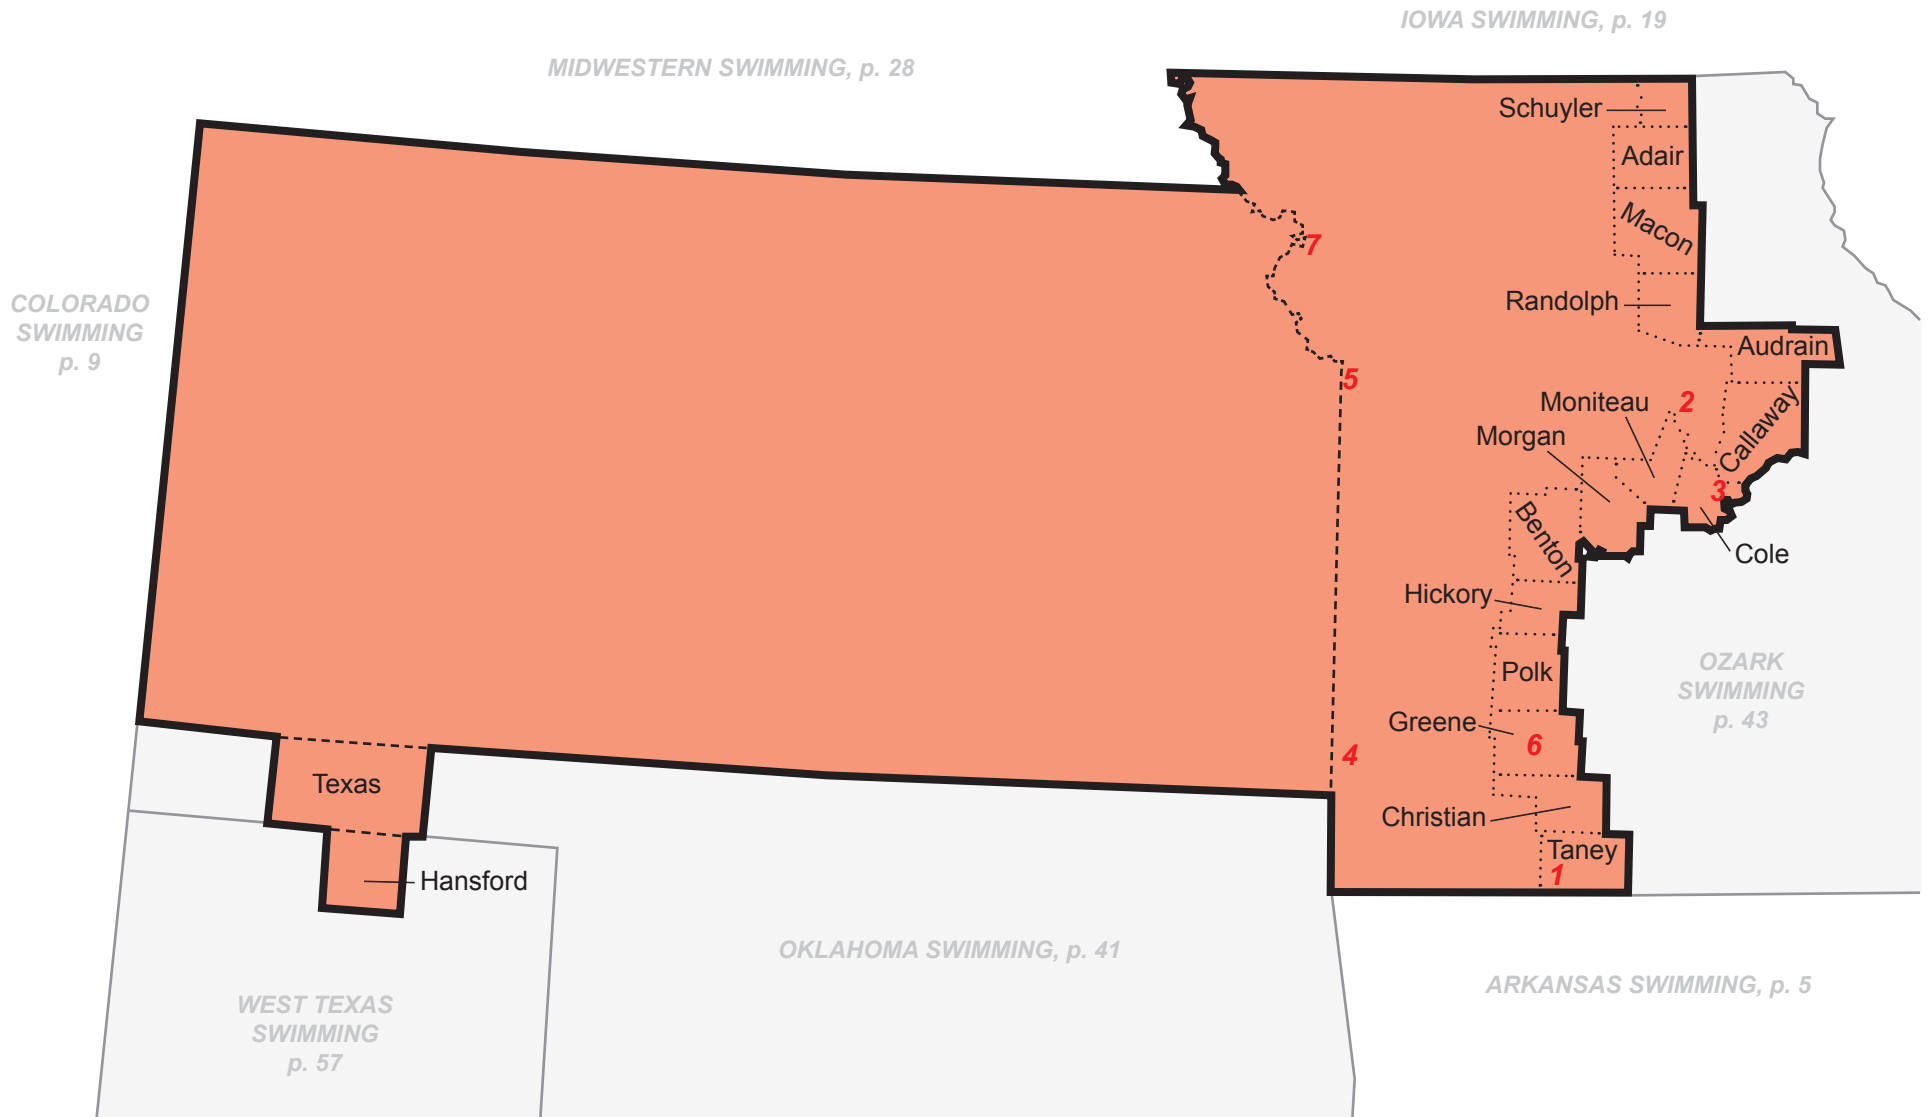 IOWA SWIMMING, p. 19
MIDWESTERN SWIMMING, p. 28
Schuyler
Adair
Macon
7
COLORADO
SWIMMING
p. 9
Randolph
Audrain
5
2
Moniteau
Callaway
Morgan
3
Benton
Cole
Hickory
OZARK
SWIMMING
p. 43
Polk
Greene
6
4
Texas
Christian
Taney
1
Hansford
OKLAHOMA SWIMMING, p. 41
ARKANSAS SWIMMING, p. 5
WEST TEXAS
SWIMMING
p. 57